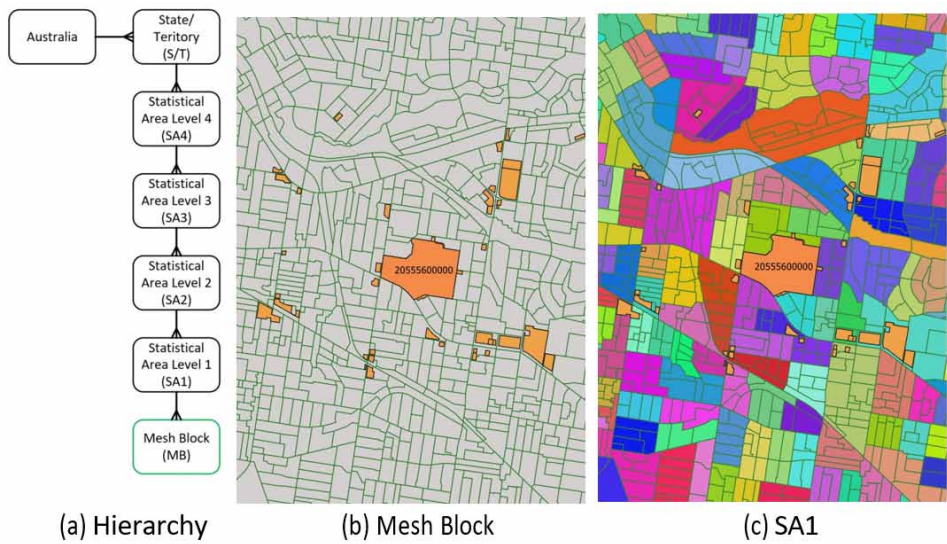 Australia
State/
Teritory
(S/T)
Statistical
Area Level 4
(SA4)
Statistical
Area Level 3
(SA3)
Statistical
Area Level 2
(SA2)
Statistical
Area Level 1
(SA1)
Mesh Block
(MB)
20555600000
20555600000
(a) Hierarchy
(b) Mesh Block
(c) SA1